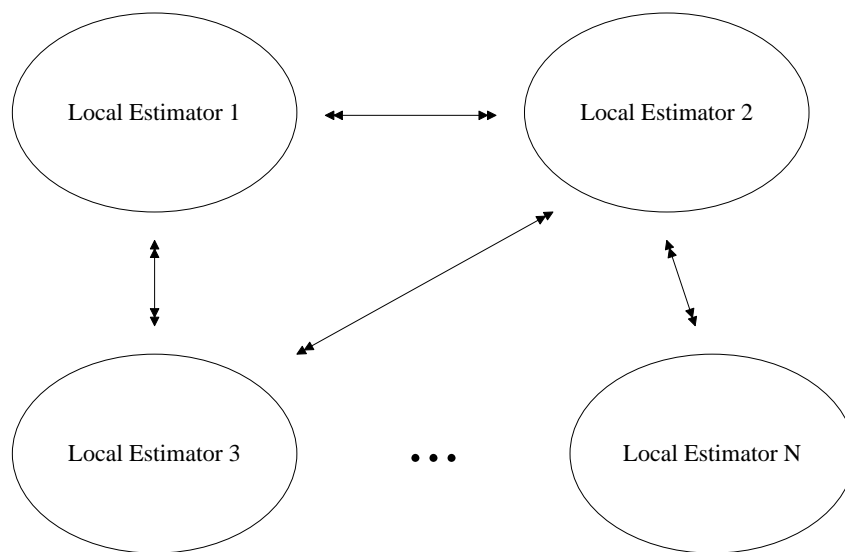 Local Estimator 1
Local Estimator 2
Local Estimator 3
...
Local Estimator N